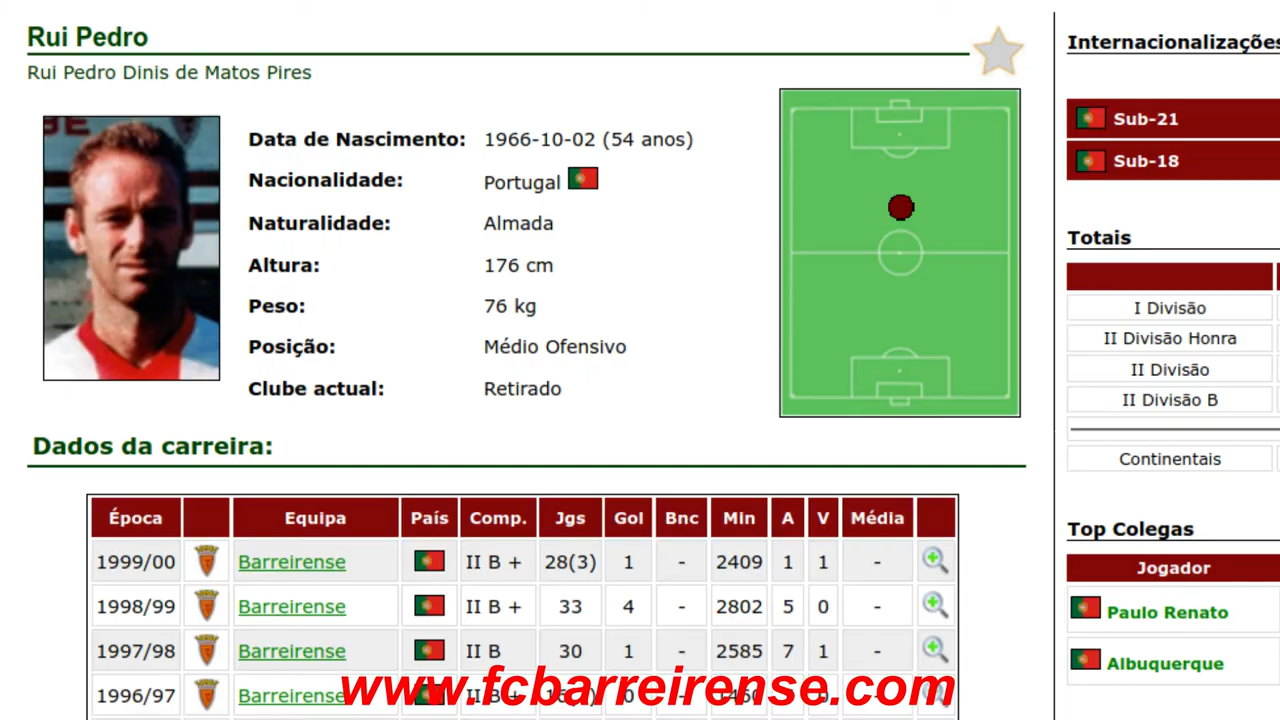 Rui Pedro
Rui Pedro Dinis de Matos Pires
Data de Nascimento: 1966-10-02 (54 anos)
Nacionalidade: Portugal
Naturalidade: Almada
Altura: 176 cm
Peso: 76 kg
Posição: Médio Ofensivo
Clube actual: Retirado
Dados da carreira:
Época Equipa País Comp. Jgs Gol Bnc Min A V Média
1999/00 Barreirense II B + 28(3) 1 - 2409 1 1 -
1998/99 Barreirense II B + 33 4 - 2802 5 0 -
1997/98 Barreirense II B 30 1 - 2585 7 1 -
1996/97 Barreirense II B + -
www.fcbarreirense.com
Internacionalizações
Sub-21
Sub-18
Totais
I Divisão
II Divisão Honra
II Divisão
II Divisão B
Continentais
Top Colegas
Jogador
Paulo Renato
Albuquerque